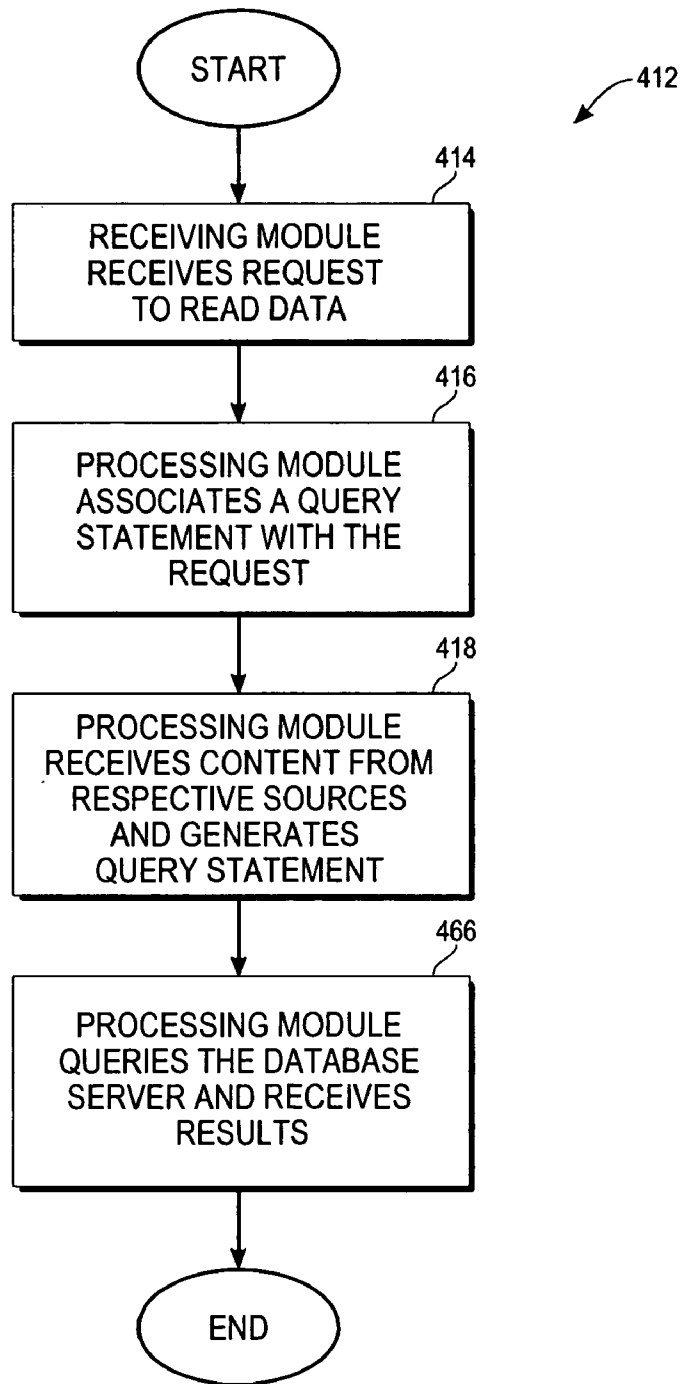 START
412
414
RECEIVING MODULE
RECEIVES REQUEST
TO READ DATA
416
PROCESSING MODULE
ASSOCIATES A QUERY
STATEMENT WITH THE
REQUEST
418
PROCESSING MODULE
RECEIVES CONTENT FROM
RESPECTIVE SOURCES
AND GENERATES
QUERY STATEMENT
466
PROCESSING MODULE
QUERIES THE DATABASE
SERVER AND RECEIVES
RESULTS
END